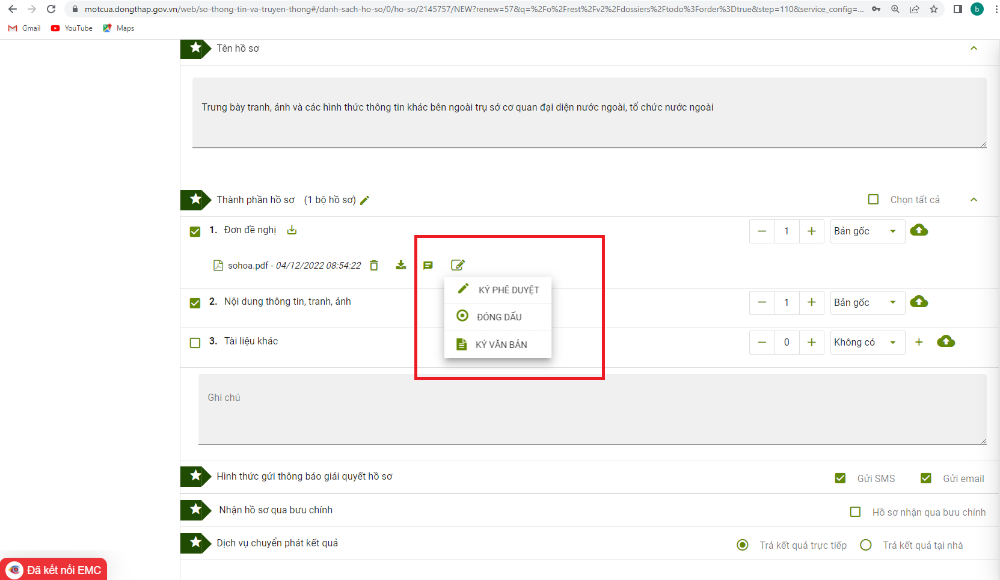 motcua.dongthap.gov.vn/web/so-thong-tin-va-truyen-thong#/danh-sach-ho-so/0/ho-so/2145757/NEW?renew=57&q=%2Fo%2Frest%2Fv2%2Fdossiers%2Ftodo%3Forder%3Dtrue&step=110&service_config=...
b
Gmail YouTube Maps
Tên hồ sơ
Trưng bày tranh, ảnh và các hình thức thông tin khác bên ngoài trụ sở cơ quan đại diện nước ngoài, tổ chức nước ngoài
Thành phần hồ sơ (1 bộ hồ sơ) Chọn tất cả
1. Đơn đề nghị 1 Bản gốc
sohoa.pdf - 04/12/2022 08:54:22
KÝ PHÊ DUYỆT
2. Nội dung thông tin, tranh, ảnh 1 Bản gốc
ĐÓNG DẤU
3. Tài liệu khác 0 Không có
KÝ VĂN BẢN
Ghi chú
Hình thức gửi thông báo giải quyết hồ sơ Gửi SMS Gửi email
Nhận hồ sơ qua bưu chính Hồ sơ nhận qua bưu chính
Dịch vụ chuyển phát kết quả Trả kết quả trực tiếp Trả kết quả tại nhà
Đã kết nối EMC